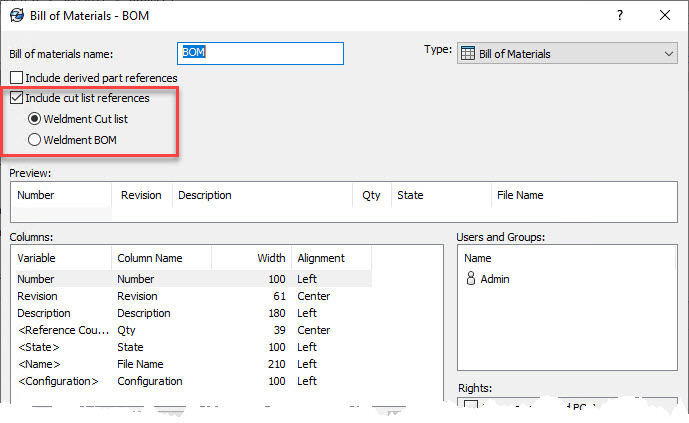 Bill of Materials - BOM
Bill of materials name: BOM Type: Bill of Materials
Include derived part references
Include cut list references
Weldment Cut list
Weldment BOM
Preview:
Number Revision Description Qty State File Name
Columns: Users and Groups:
Variable Column Name Width Alignment Name
Number Number 100 Left Admin
Revision Revision 61 Center
Description Description 180 Left
<Reference Cou... Qty 39 Center
<State> State 100 Left
<Name> File Name 210 Left
<Configuration> Configuration 100 Left
Rights: